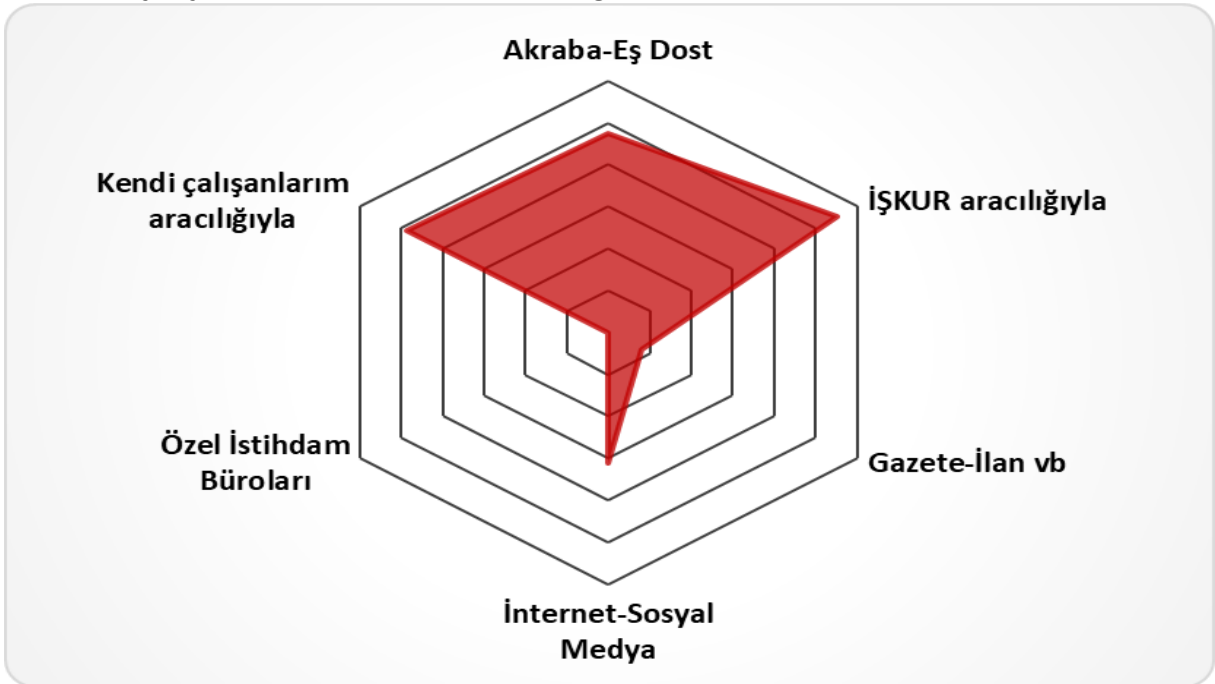 Akraba-Eş Dost
İŞKUR aracılığıyla
Gazete-İlan vb
İnternet-Sosyal
Medya
Özel İstihdam
Büroları
Kendi çalışanlarım
aracılığıyla